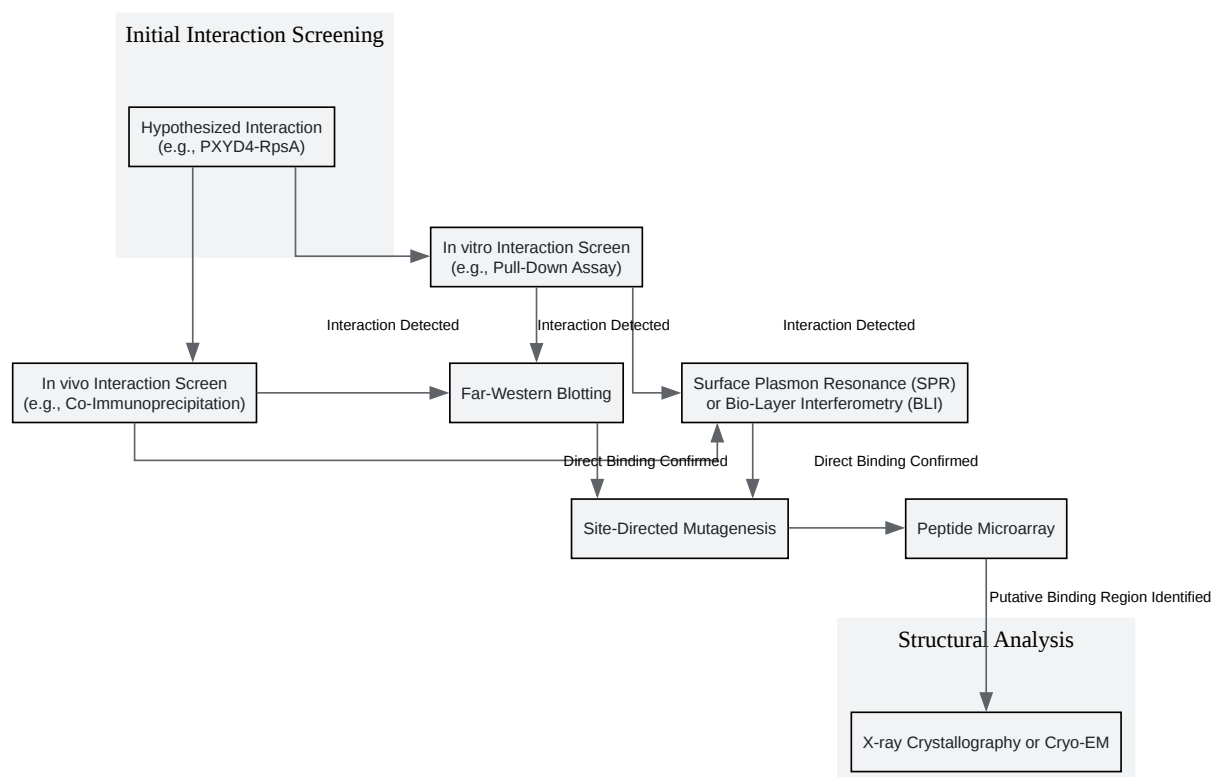 Initial Interaction Screening
Hypothesized Interaction
(e.g., PXYD4-RpsA)
In vitro Interaction Screen
(e.g., Pull-Down Assay)
Interaction Detected
Interaction Detected
Interaction Detected
In vivo Interaction Screen
(e.g., Co-Immunoprecipitation)
Far-Western Blotting
Surface Plasmon Resonance (SPR)
or Bio-Layer Interferometry (BLI)
Direct Binding Confirmed
Direct Binding Confirmed
Site-Directed Mutagenesis
Peptide Microarray
Putative Binding Region Identified
Structural Analysis
X-ray Crystallography or Cryo-EM